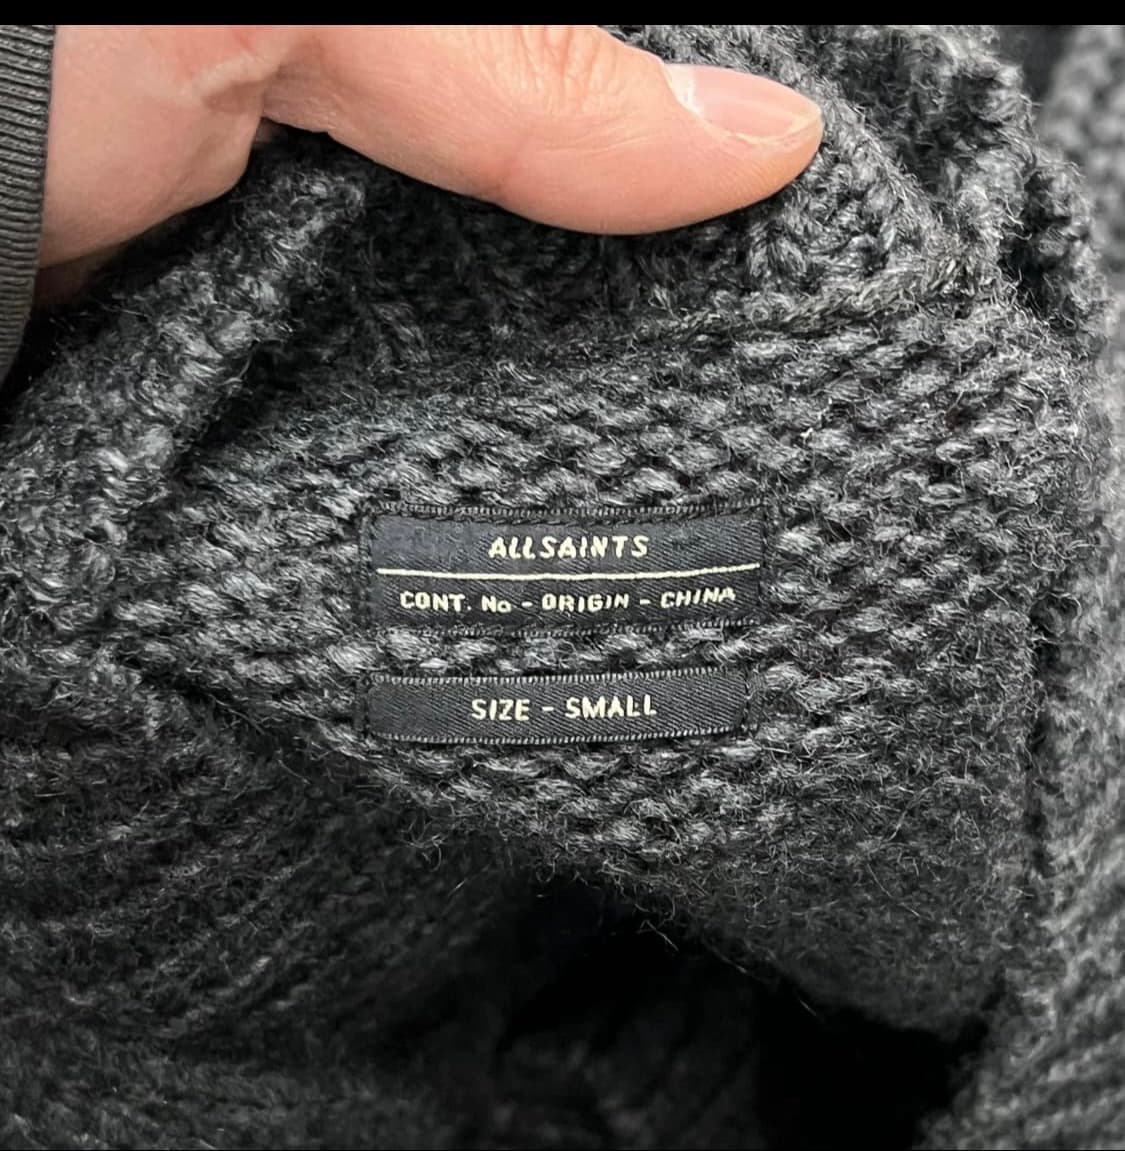 ALLSAINTS
CONT. No - ORIGIN - CHINA
SIZE - SMALL